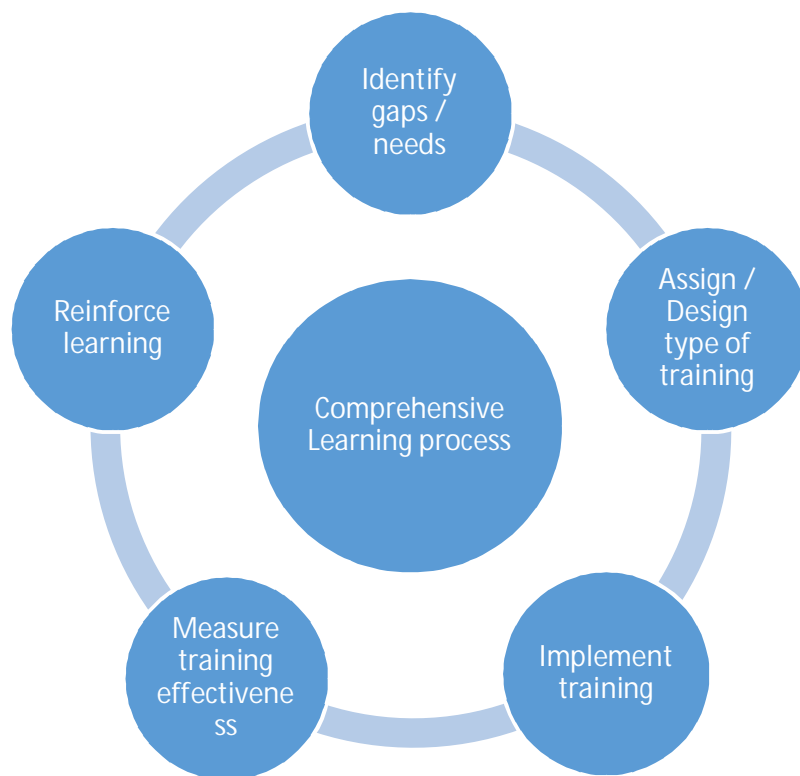 Identify
gaps /
needs
Assign /
Design
type of
training
Implement
training
Measure
training
effectivene
ss
Reinforce
learning
Comprehensive
Learning process